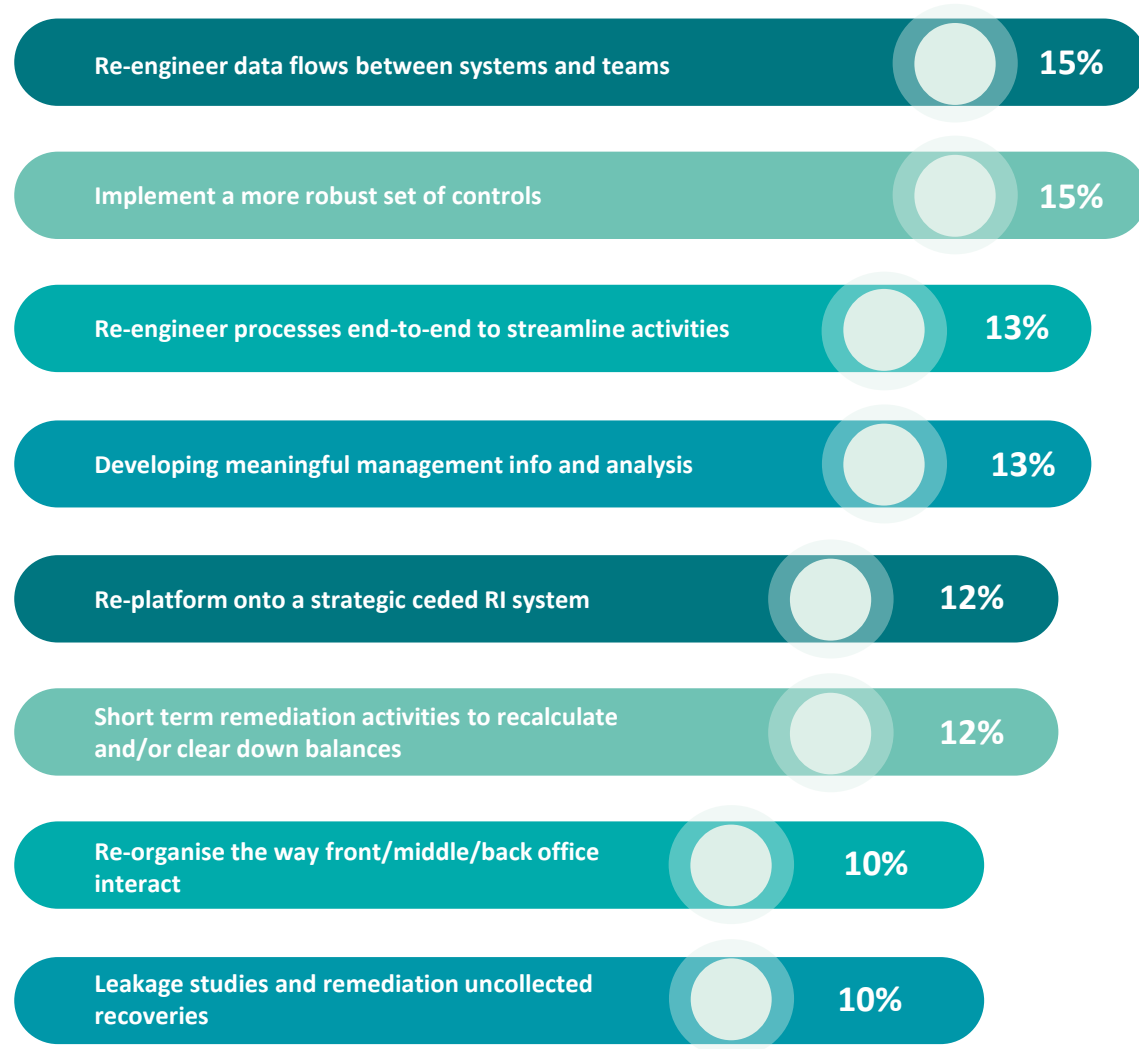 Re-engineer data flows between systems and teams 15%
Implement a more robust set of controls 15%
Re-engineer processes end-to-end to streamline activities 13%
Developing meaningful management info and analysis 13%
Re-platform onto a strategic ceded RI system 12%
Short term remediation activities to recalculate
and/or clear down balances 12%
Re-organise the way front/middle/back office
interact 10%
Leakage studies and remediation uncollected
recoveries 10%